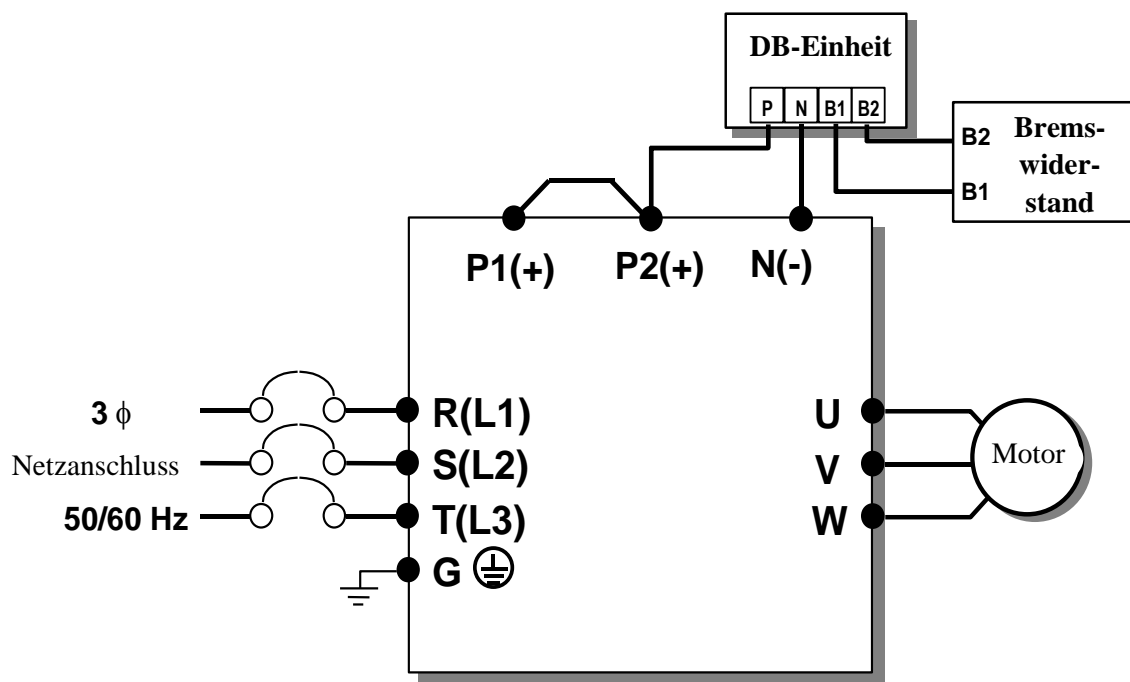 DB-Einheit
P N B1 B2
B2
B1
Brems-
wider-
stand
P1(+) P2(+) N(-)
3 ϕ
Netzanschluss
50/60 Hz
R(L1)
S(L2)
T(L3)
G
U
V
W
Motor